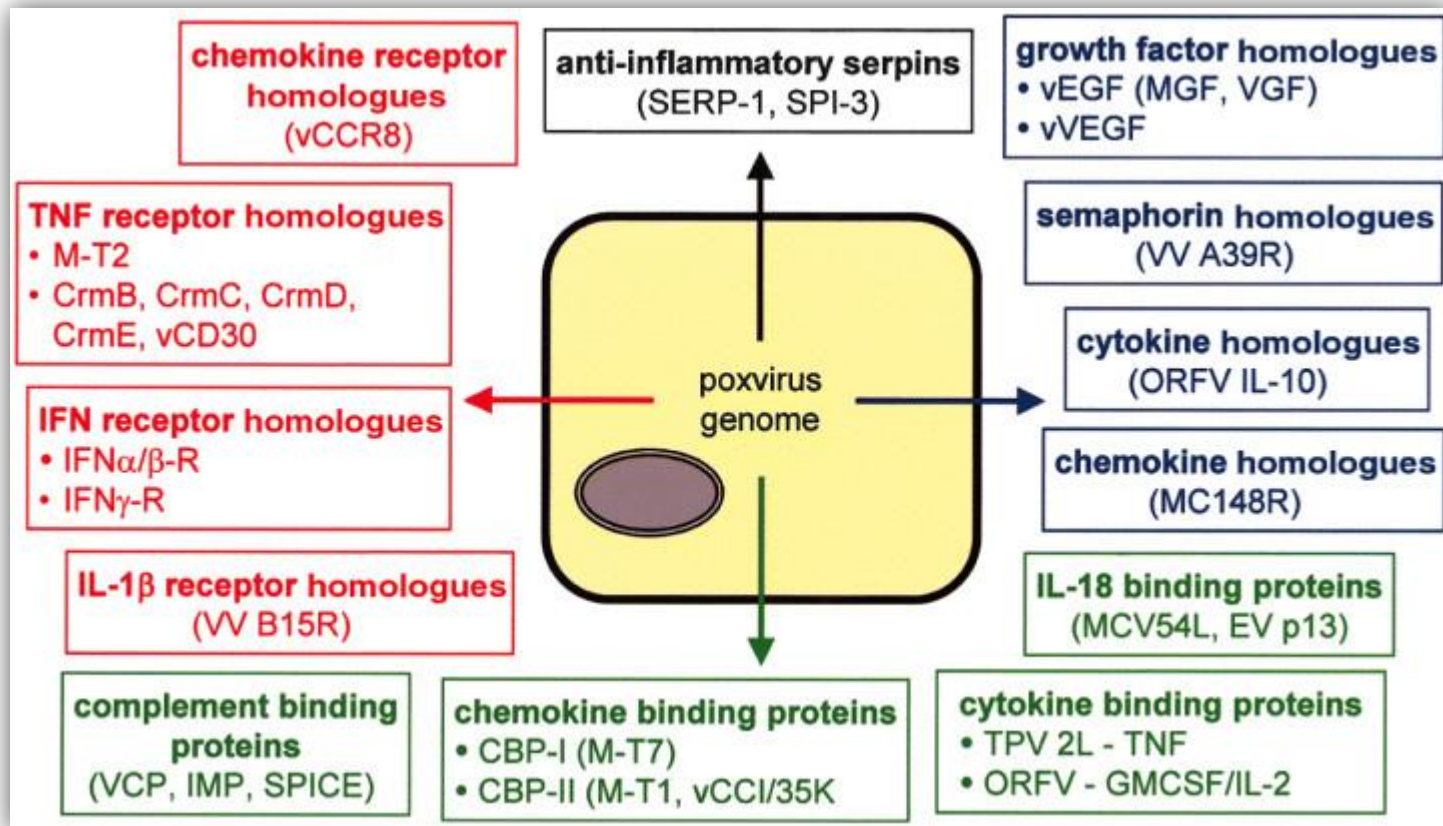 chemokine receptor
homologues
(vCCR8)
anti-inflammatory serpins
(SERP-1, SPI-3)
growth factor homologues
• vEGF (MGF, VGF)
• vVEGF
TNF receptor homologues
• M-T2
• CrmB, CrmC, CrmD,
CrmE, vCD30
semaphorin homologues
(VV A39R)
cytokine homologues
(ORFV IL-10)
poxvirus
genome
IFN receptor homologues
• IFNα/β-R
• IFNγ-R
chemokine homologues
(MC148R)
IL-1β receptor homologues
(VV B15R)
IL-18 binding proteins
(MCV54L, EV p13)
complement binding
proteins
(VCP, IMP, SPICE)
chemokine binding proteins
• CBP-I (M-T7)
• CBP-II (M-T1, vCCI/35K
cytokine binding proteins
• TPV 2L - TNF
• ORFV - GMCSF/IL-2